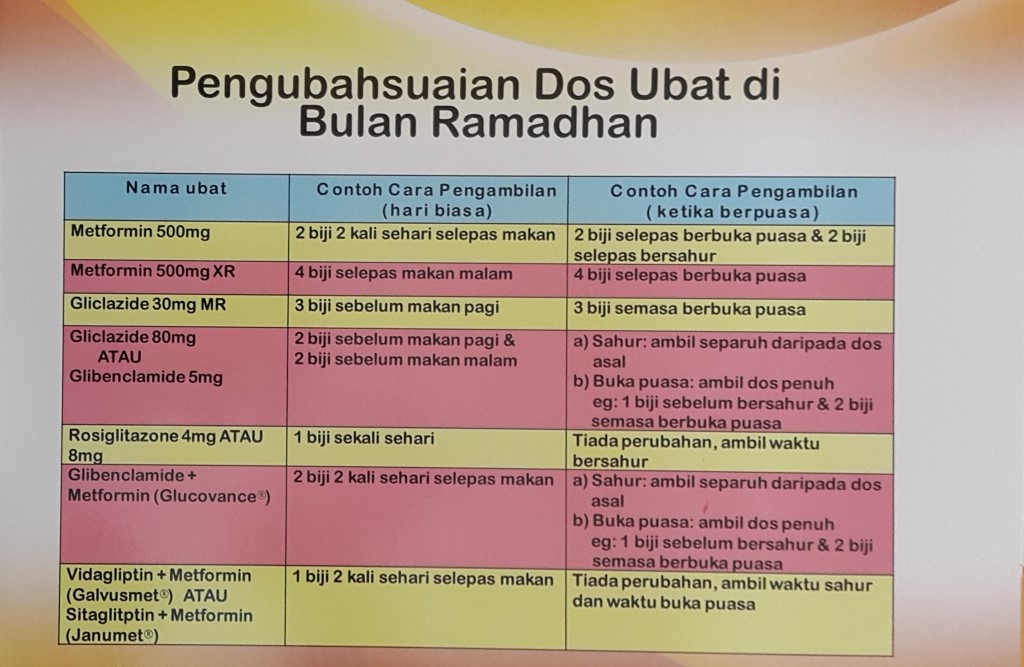 Pengubahsuaian Dos Ubat di
Bulan Ramadhan
Nama ubat
Contoh Cara Pengambilan
(hari biasa)
Contoh Cara Pengambilan
(ketika berpuasa)
Metformin 500mg
2 biji 2 kali sehari selepas makan
2 biji selepas berbuka puasa & 2 biji
selepas bersahur
Metformin 500mg XR
4 biji selepas makan malam
4 biji selepas berbuka puasa
Gliclazide 30mg MR
3 biji sebelum makan pagi
3 biji semasa berbuka puasa
Gliclazide 80mg
ATAU
Glibenclamide 5mg
2 biji sebelum makan pagi &
2 biji sebelum makan malam
a) Sahur: ambil separuh daripada dos
asal
b) Buka puasa: ambil dos penuh
eg: 1 biji sebelum bersahur & 2 biji
semasa berbuka puasa
Rosiglitazone 4mg ATAU
8mg
1 biji sekali sehari
Tiada perubahan, ambil waktu
bersahur
Glibenclamide +
Metformin (Glucovance®)
2 biji 2 kali sehari selepas makan
a) Sahur: ambil separuh daripada dos
asal
b) Buka puasa: ambil dos penuh
eg: 1 biji sebelum bersahur & 2 biji
semasa berbuka puasa
Vidagliptin + Metformin
(Galvusmet®) ATAU
Sitaglitptin + Metformin
(Janumet®)
1 biji 2 kali sehari selepas makan
Tiada perubahan, ambil waktu sahur
dan waktu buka puasa